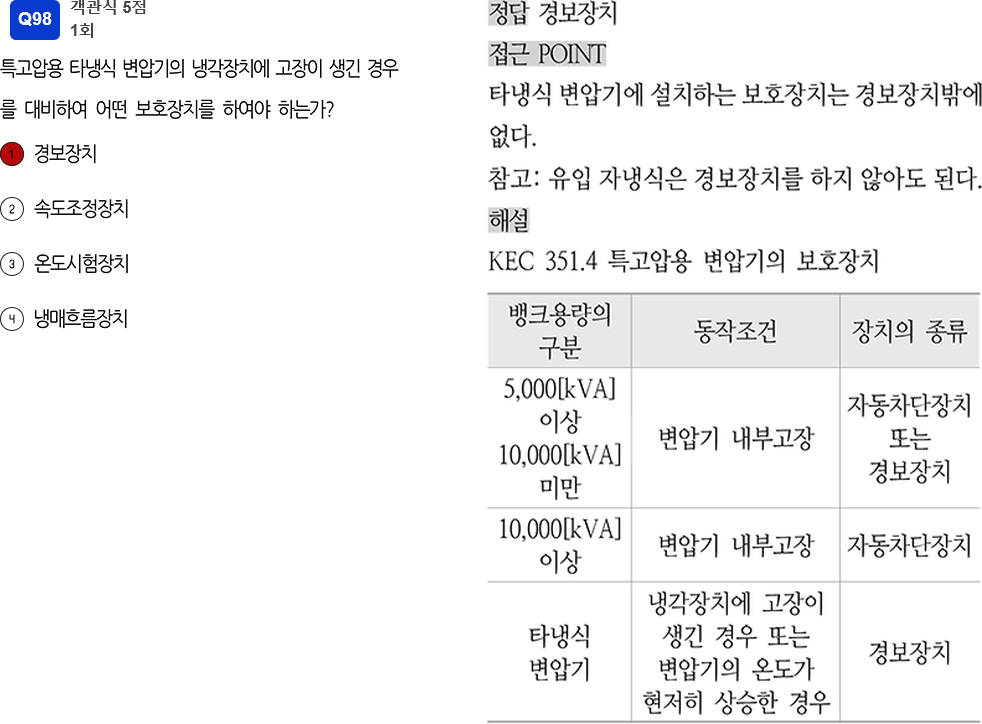 Q98
객관식 5점
1회
특고압용 타냉식 변압기의 냉각장치에 고장이 생긴 경우
를 대비하여 어떤 보호장치를 하여야 하는가?
1 경보장치
2 속도조정장치
3 온도시험장치
4 냉매흐름장치
정답 경보장치
접근 POINT
타냉식 변압기에 설치하는 보호장치는 경보장치밖에
없다.
참고: 유입 자냉식은 경보장치를 하지 않아도 된다.
해설
KEC 351.4 특고압용 변압기의 보호장치
뱅크용량의
구분
동작조건
장치의 종류
5,000[kVA]
이상
10,000[kVA]
미만
변압기 내부고장
자동차단장치
또는
경보장치
10,000[kVA]
이상
변압기 내부고장
자동차단장치
타냉식
변압기
냉각장치에 고장이
생긴 경우 또는
변압기의 온도가
현저히 상승한 경우
경보장치